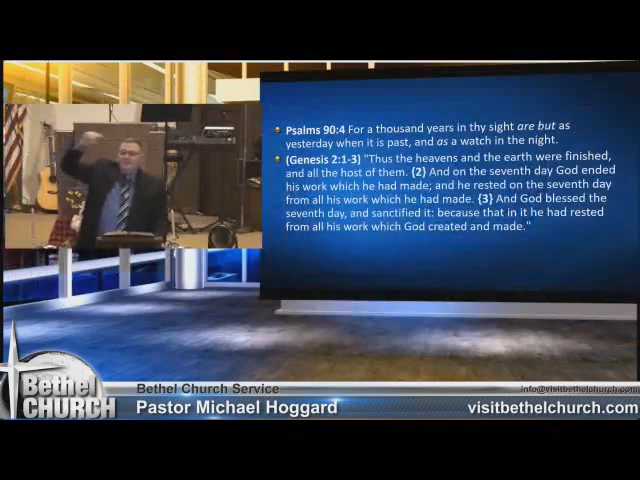 Psalms 90:4 For a thousand years in thy sight are but as
yesterday when it is past, and as a watch in the night.
(Genesis 2:1-3) "Thus the heavens and the earth were finished,
and all the host of them. {2} And on the seventh day God ended
his work which he had made; and he rested on the seventh day
from all his work which he had made. {3} And God blessed the
seventh day, and sanctified it: because that in it he had rested
from all his work which God created and made."
Bethel
CHURCH
Bethel Church Service
info@visitbethelchurch.com
Pastor Michael Hoggard
visitbethelchurch.com